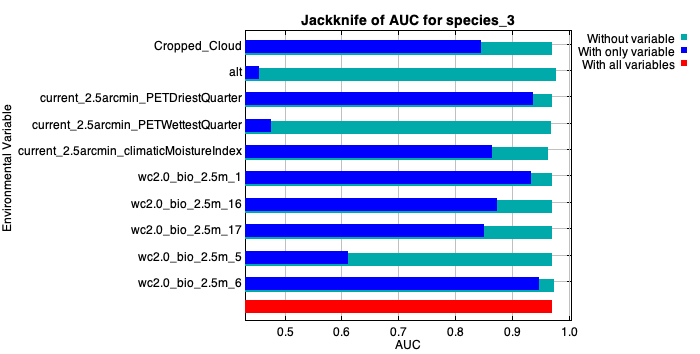 Jackknife of AUC for species_3
Environmental Variable
Cropped_Cloud
alt
current_2.5arcmin_PETDriestQuarter
current_2.5arcmin_PETWettestQuarter
current_2.5arcmin_climaticMoistureIndex
wc2.0_bio_2.5m_1
wc2.0_bio_2.5m_16
wc2.0_bio_2.5m_17
wc2.0_bio_2.5m_5
wc2.0_bio_2.5m_6
0.5 0.6 0.7 0.8 0.9 1.0
AUC
Without variable
With only variable
With all variables